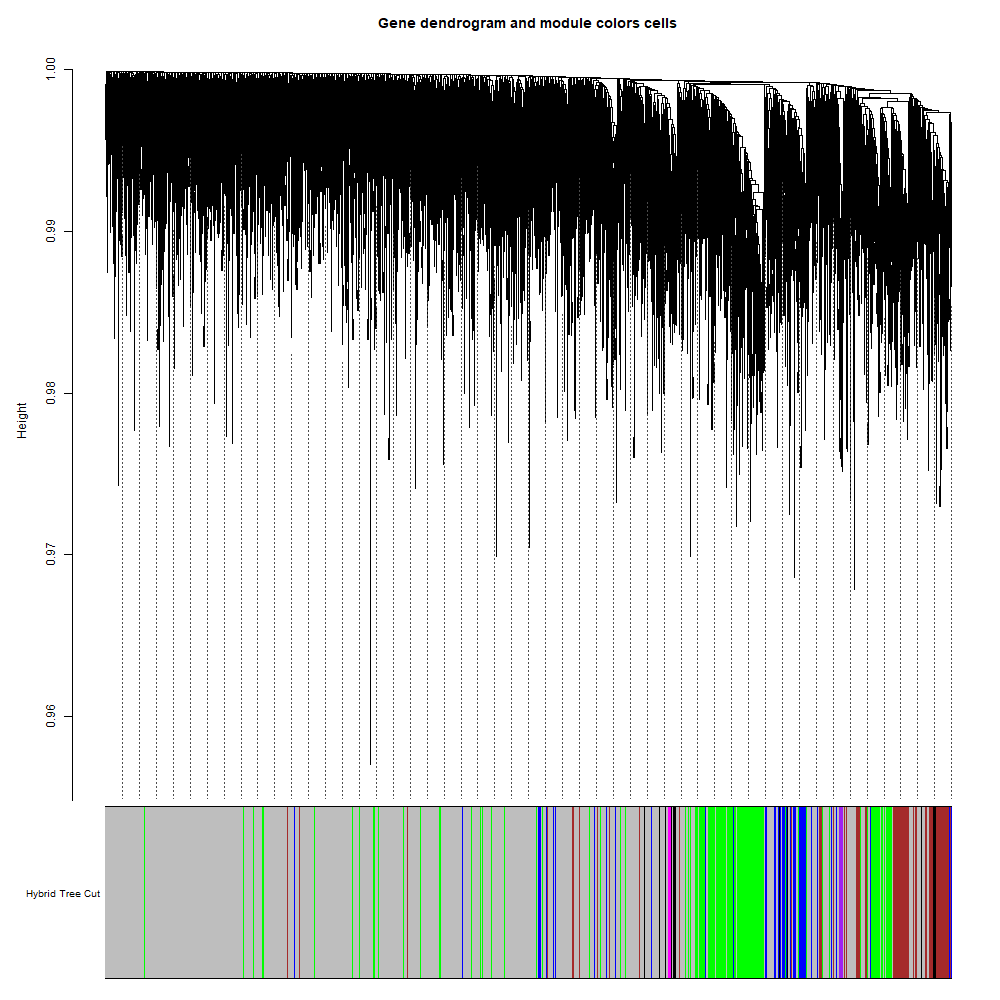 Gene dendrogram and module colors cells
1.00
0.99
0.98
Height
0.97
0.96
Hybrid Tree Cut